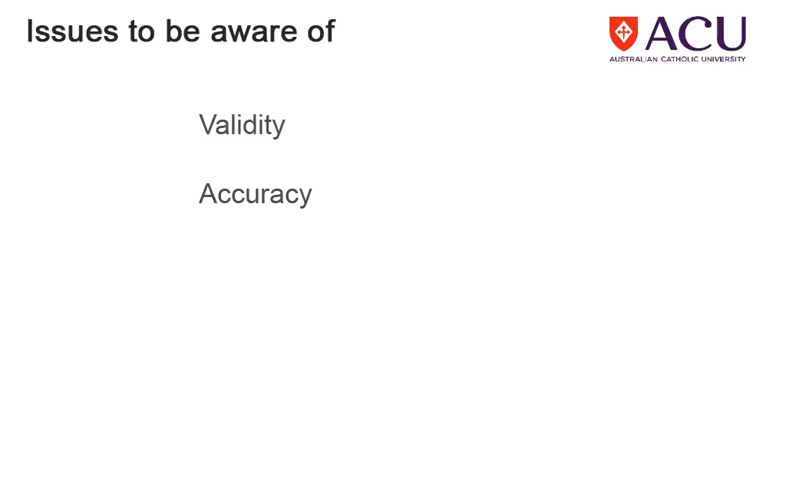 Issues to be aware of
ACU
AUSTRALIAN CATHOLIC UNIVERSITY
Validity
Accuracy